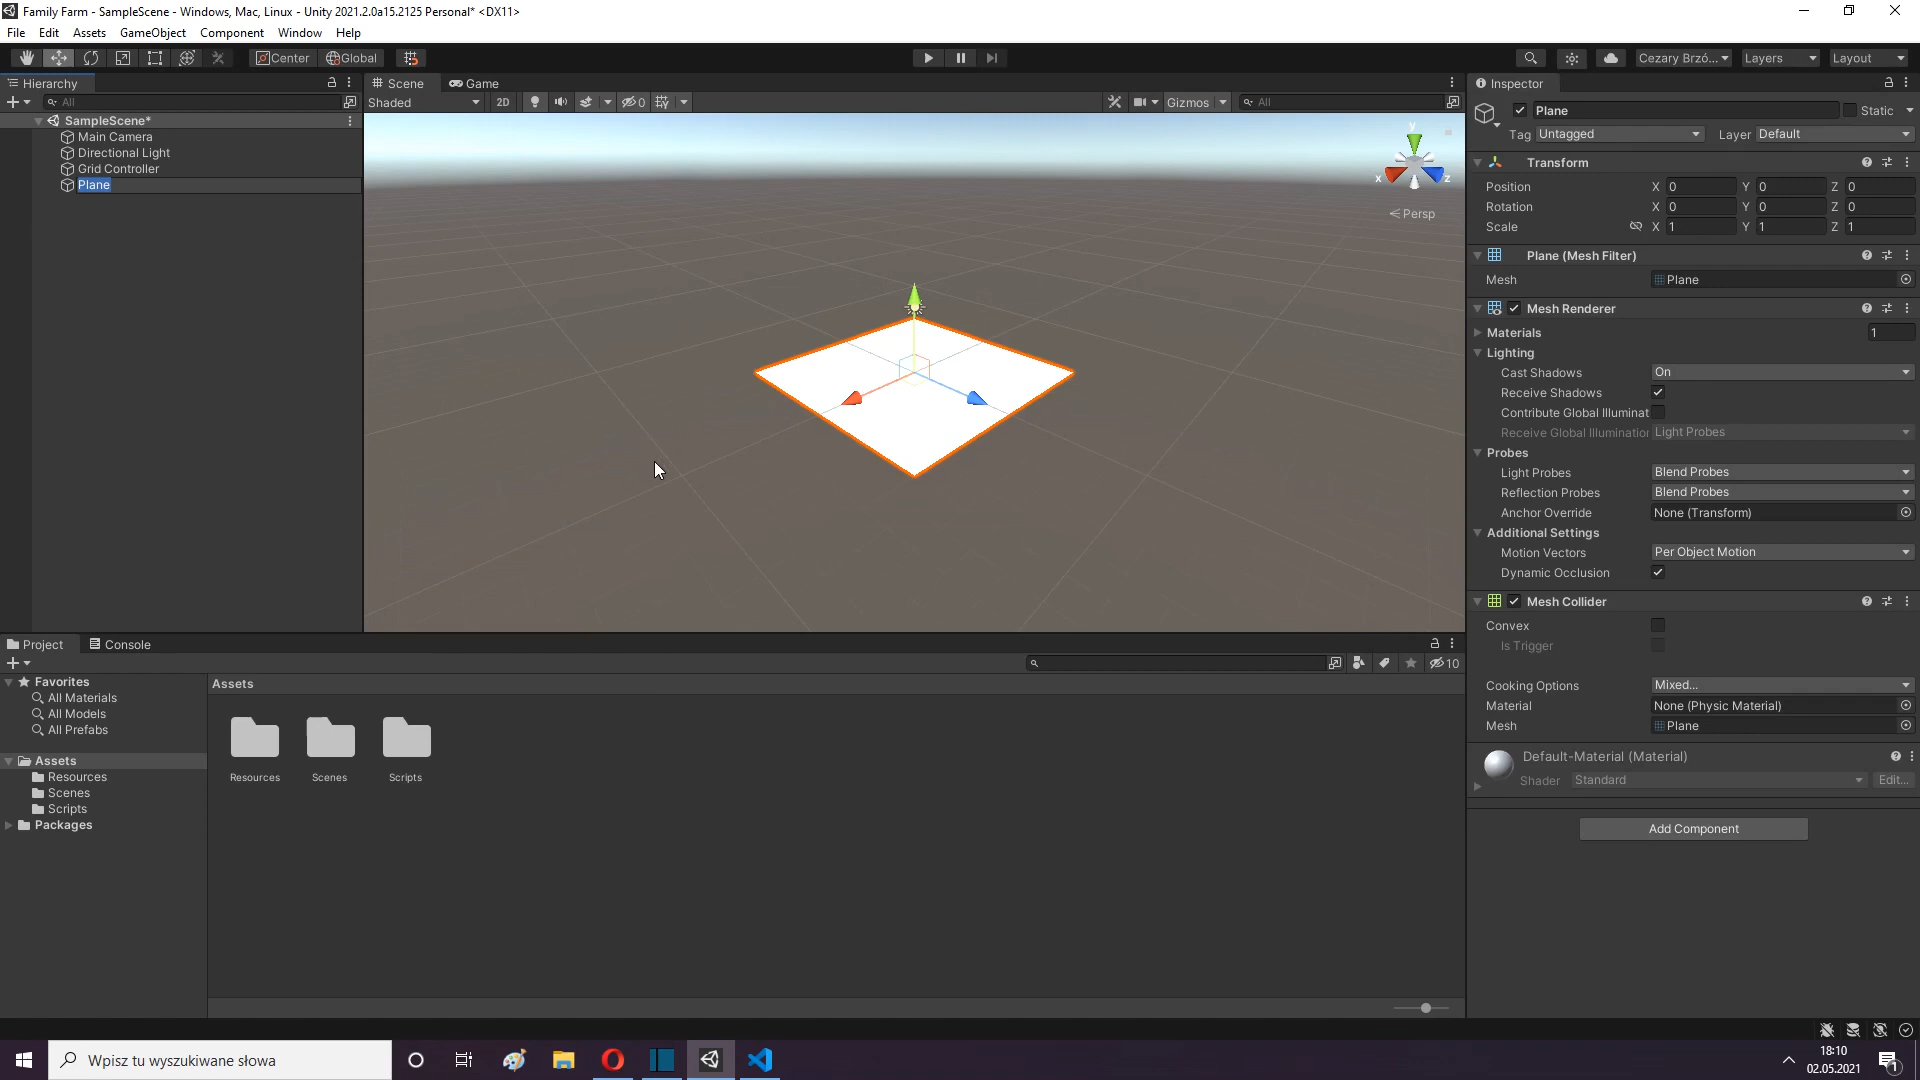 Family Farm - SampleScene - Windows, Mac, Linux - Unity 2021.2.0a15.2125 Personal* <DX11>
File Edit Assets GameObject Component Window Help
Center Global
Cezary Brzó... Layers Layout
Hierarchy
All
SampleScene*
Main Camera
Directional Light
Grid Controller
Plane
Scene Game
Shaded 2D 0 Gizmos All
y
x z
Persp
Inspector
Plane Static
Tag Untagged Layer Default
Transform
Position X 0 Y 0 Z 0
Rotation X 0 Y 0 Z 0
Scale X 1 Y 1 Z 1
Plane (Mesh Filter)
Mesh Plane
Mesh Renderer
Materials 1
Lighting
Cast Shadows On
Receive Shadows
Contribute Global Illuminat
Receive Global Illumination Light Probes
Probes
Light Probes Blend Probes
Reflection Probes Blend Probes
Anchor Override None (Transform)
Additional Settings
Motion Vectors Per Object Motion
Dynamic Occlusion
Mesh Collider
Convex
Is Trigger
Cooking Options Mixed...
Material None (Physic Material)
Mesh Plane
Default-Material (Material)
Shader Standard Edit...
Add Component
Project Console
10
Favorites
All Materials
All Models
All Prefabs
Assets
Resources
Scenes
Scripts
Packages
Assets
Resources Scenes Scripts
Wpisz tu wyszukiwane słowa
18:10
02.05.2021
1